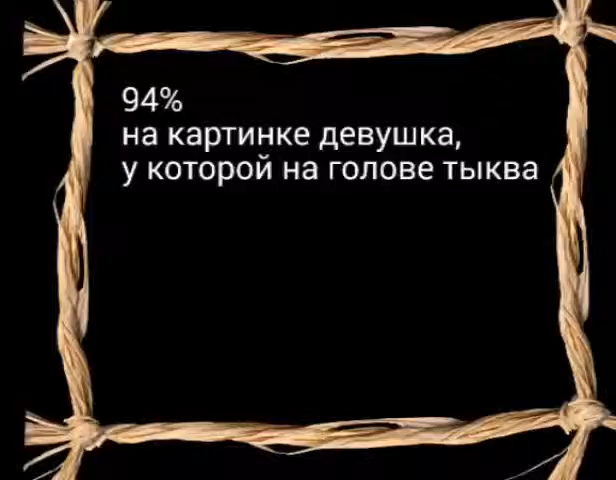 94%
на картинке девушка,
у которой на голове тыква